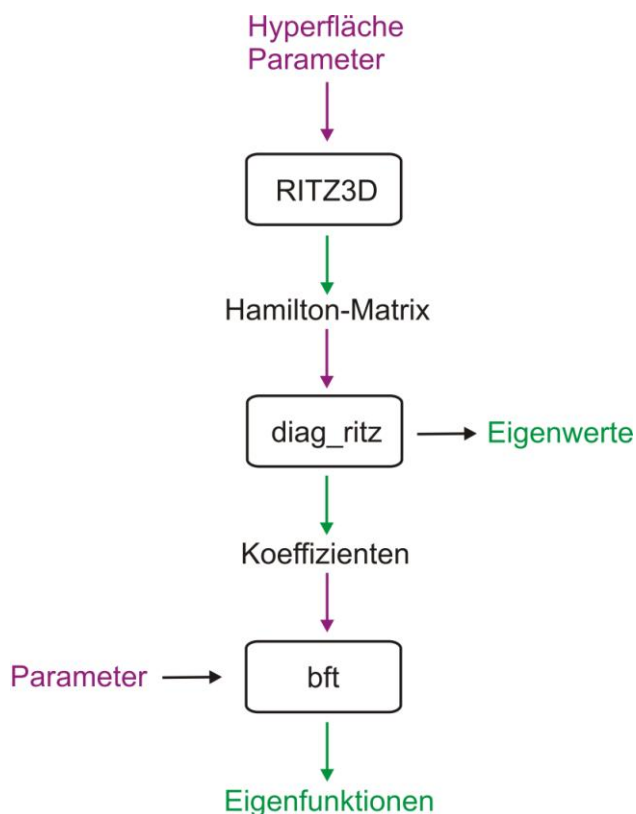 Hyperfläche
Parameter
RITZ3D
Hamilton-Matrix
diag_ritz
Eigenwerte
Koeffizienten
Parameter
bft
Eigenfunktionen